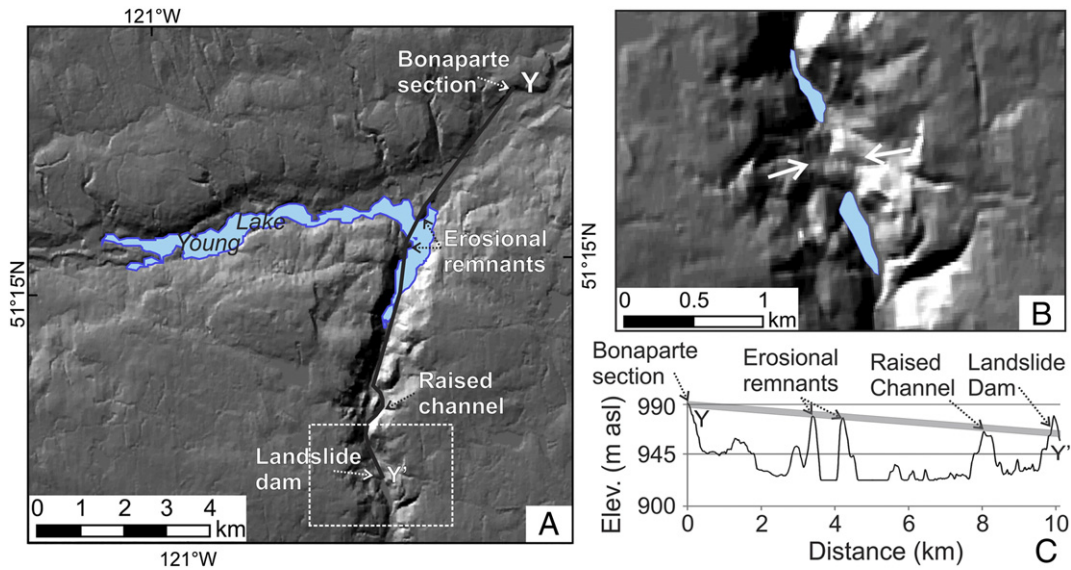 121°W
Bonaparte
section
Y
Lake
Young
Erosional
remnants
51°15'N
Raised
channel
Landslide
dam
Y'
0 1 2 3 4
km
A
121°W
51°15'N
0 0.5 1
km
B
Bonaparte
section
Erosional
remnants
Raised
Channel
Landslide
Dam
990
945
900
Elev. (m asl)
Y
Y'
0 2 4 6 8 10
Distance (km)
C